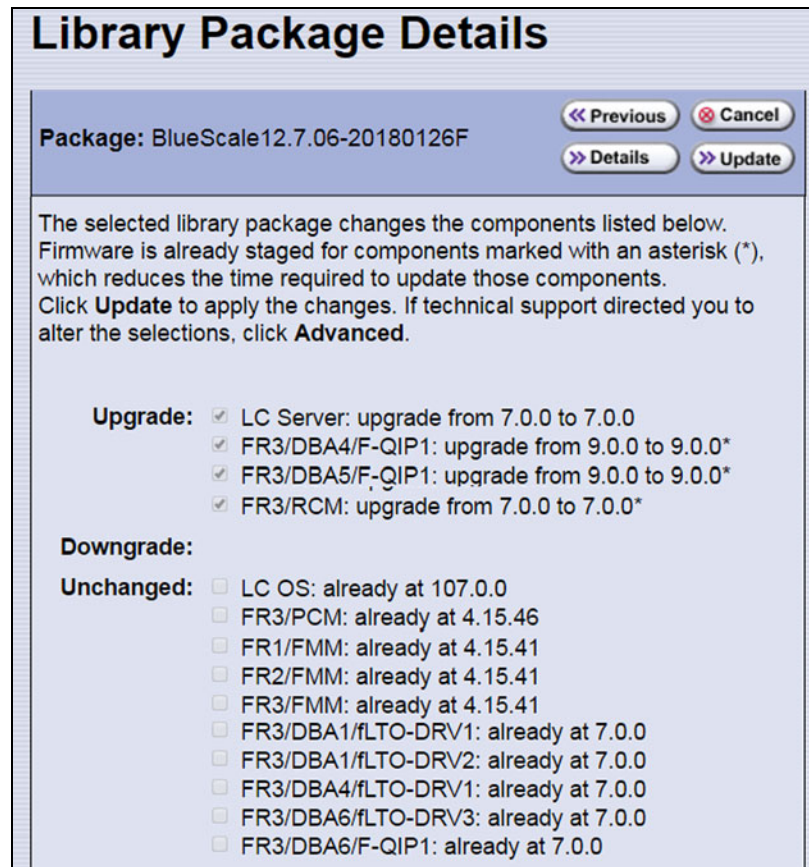 Library Package Details
Package: BlueScale12.7.06-20180126F
Previous
Cancel
Details
Update
The selected library package changes the components listed below.
Firmware is already staged for components marked with an asterisk (*),
which reduces the time required to update those components.
Click Update to apply the changes. If technical support directed you to
alter the selections, click Advanced.
Upgrade: LC Server: upgrade from 7.0.0 to 7.0.0
FR3/DBA4/F-QIP1: upgrade from 9.0.0 to 9.0.0*
FR3/DBA5/F-QIP1: upgrade from 9.0.0 to 9.0.0*
FR3/RCM: upgrade from 7.0.0 to 7.0.0*
Downgrade:
Unchanged: LC OS: already at 107.0.0
FR3/PCM: already at 4.15.46
FR1/FMM: already at 4.15.41
FR2/FMM: already at 4.15.41
FR3/FMM: already at 4.15.41
FR3/DBA1/fLTO-DRV1: already at 7.0.0
FR3/DBA1/fLTO-DRV2: already at 7.0.0
FR3/DBA4/fLTO-DRV1: already at 7.0.0
FR3/DBA6/fLTO-DRV3: already at 7.0.0
FR3/DBA6/F-QIP1: already at 7.0.0